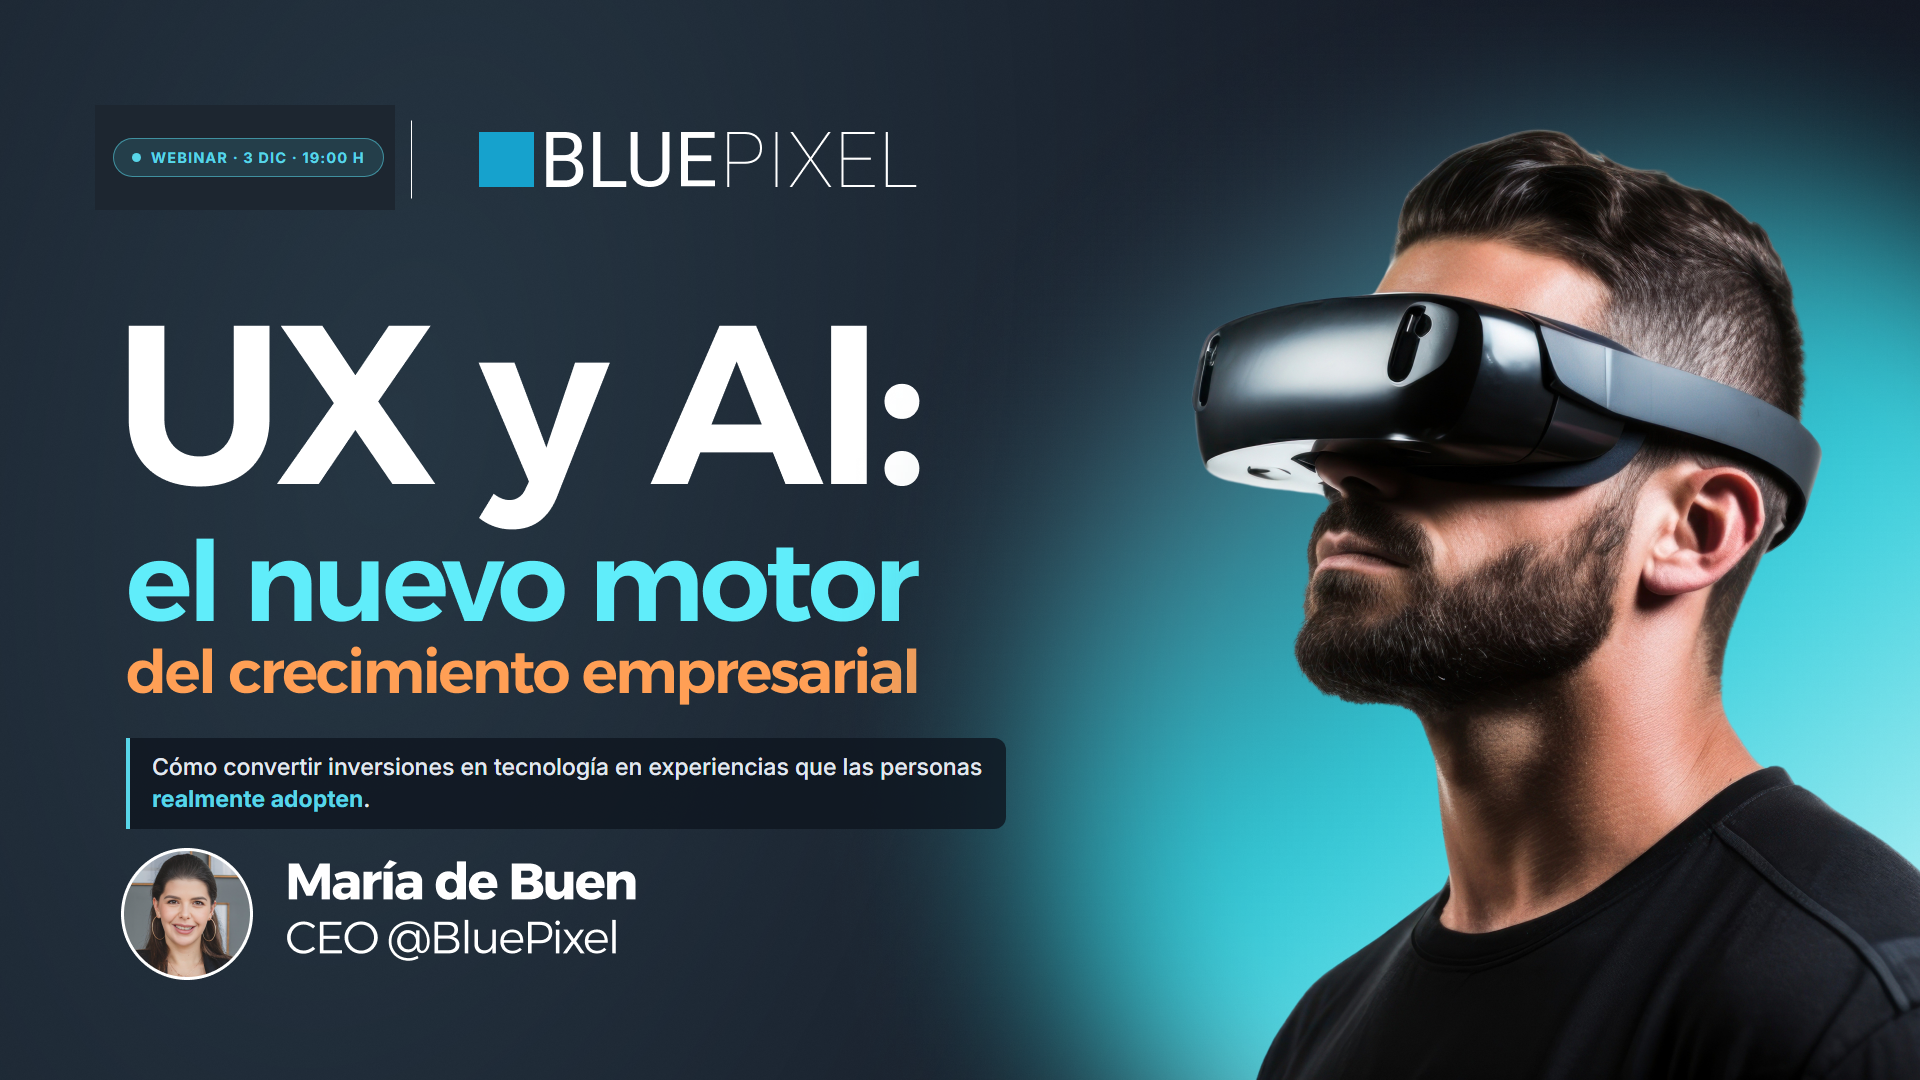 WEBINAR · 3 DIC · 19:00 H
BLUEPIXEL
UX y AI:
el nuevo motor
del crecimiento empresarial
Cómo convertir inversiones en tecnología en experiencias que las personas
realmente adopten.
María de Buen
CEO @BluePixel